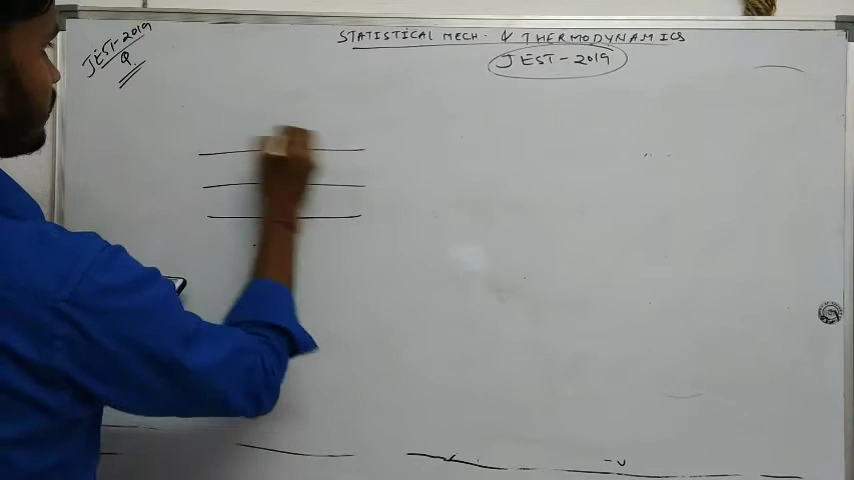 JEST-2019
Q.
STATISTICAL MECH. & THERMODYNAMICS
JEST-2019